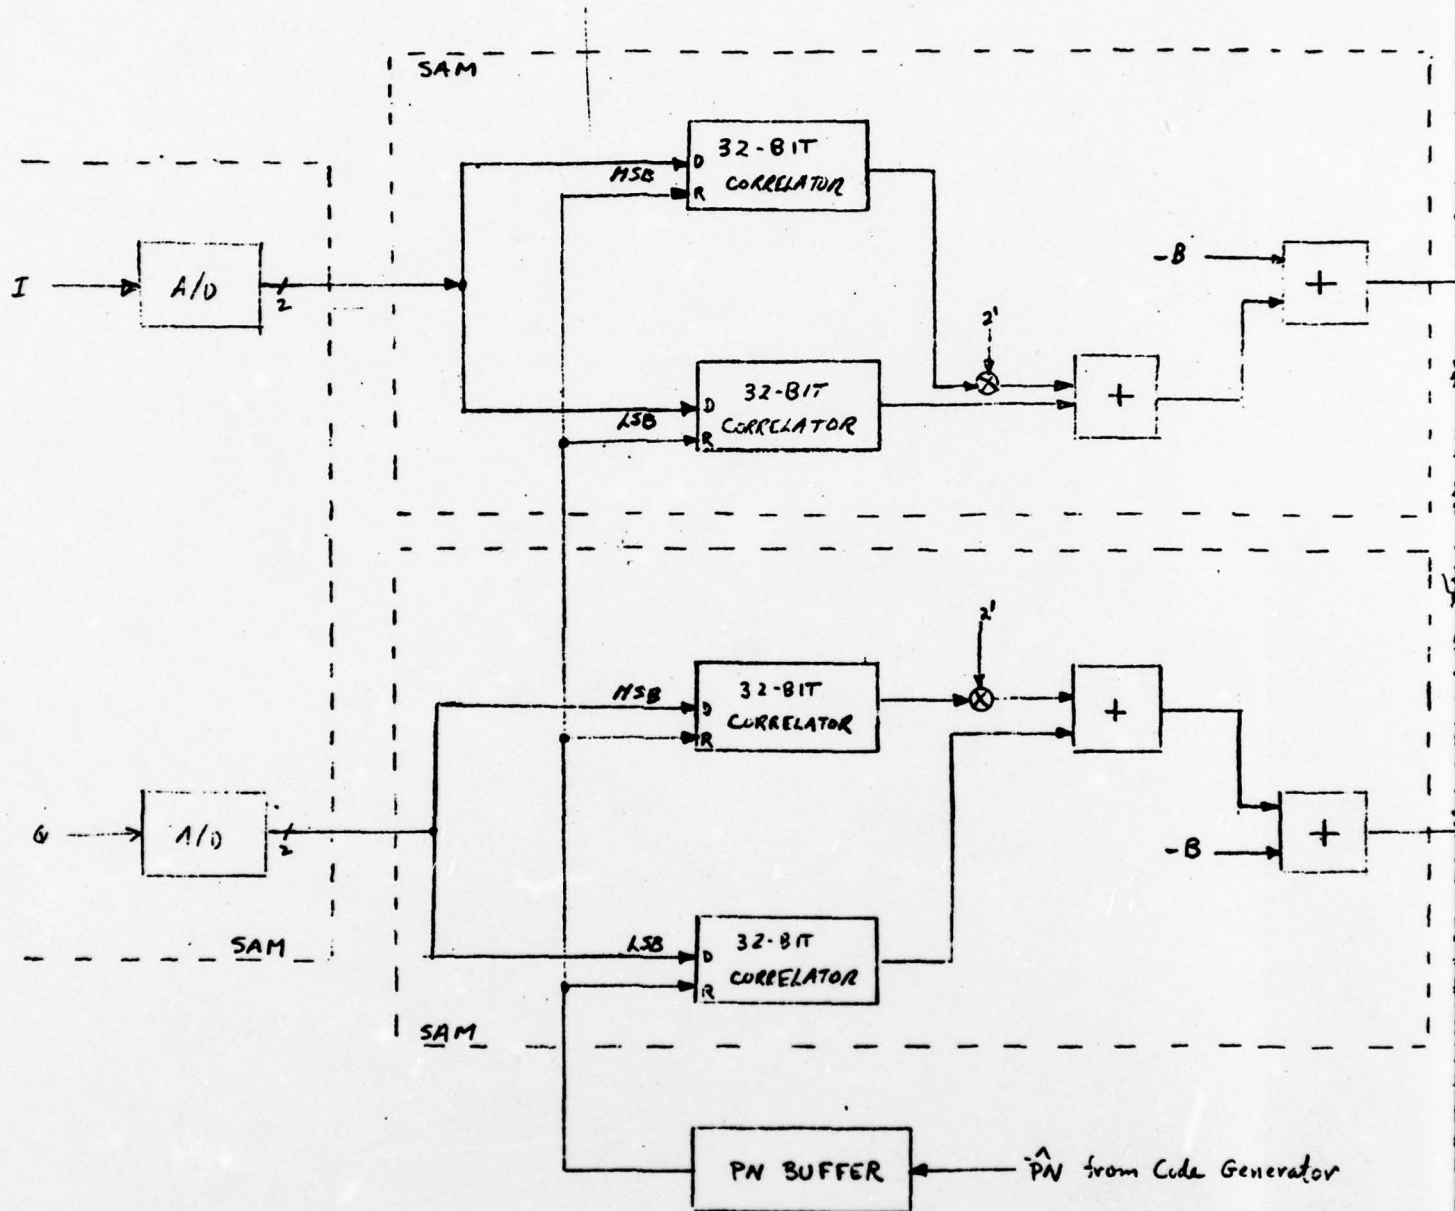 SAM
32-BIT
CORRELATOR
D
MSB
R
I
A/D
2
-B
+
2'
32-BIT
CORRELATOR
D
LSB
R
+
2'
MSB
32-BIT
CORRELATOR
D
R
+
Q
A/D
2
-B
+
LSB
32-BIT
CORRELATOR
D
R
SAM
SAM
PN BUFFER
P̂N from Code Generator